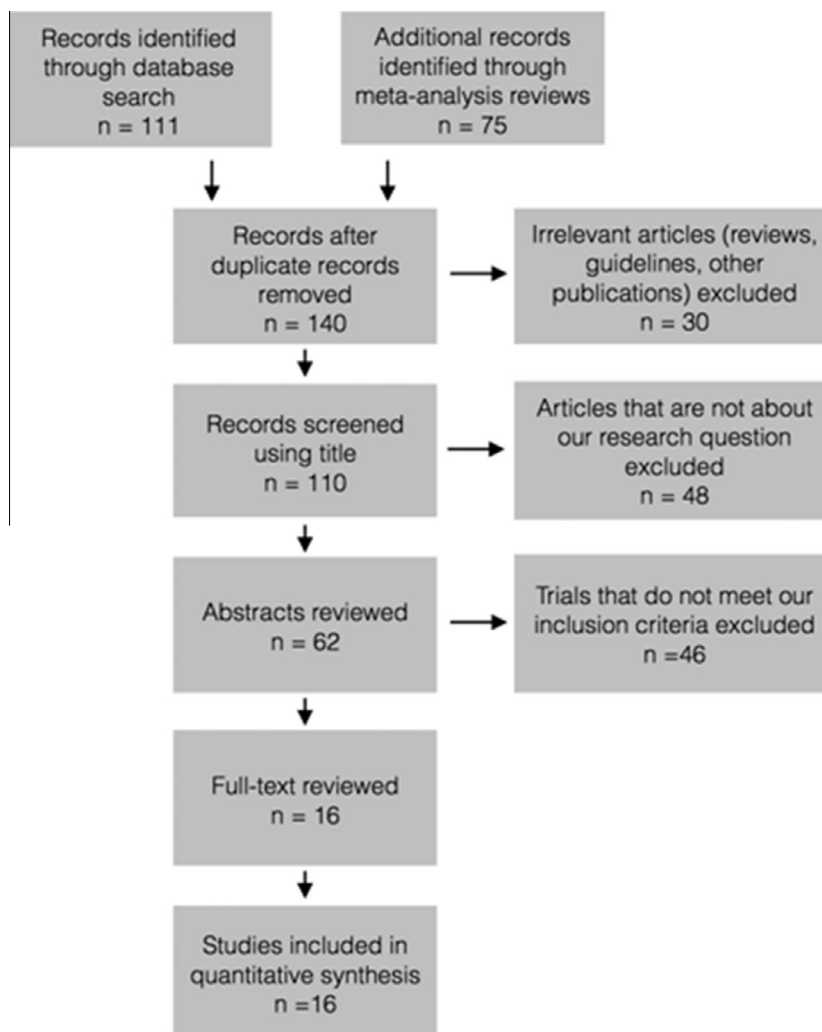 Records identified
through database
search
n = 111
Additional records
identified through
meta-analysis reviews
n = 75
Records after
duplicate records
removed
n = 140
Irrelevant articles (reviews,
guidelines, other
publications) excluded
n = 30
Records screened
using title
n = 110
Articles that are not about
our research question
excluded
n = 48
Abstracts reviewed
n = 62
Trials that do not meet our
inclusion criteria excluded
n =46
Full-text reviewed
n = 16
Studies included in
quantitative synthesis
n =16